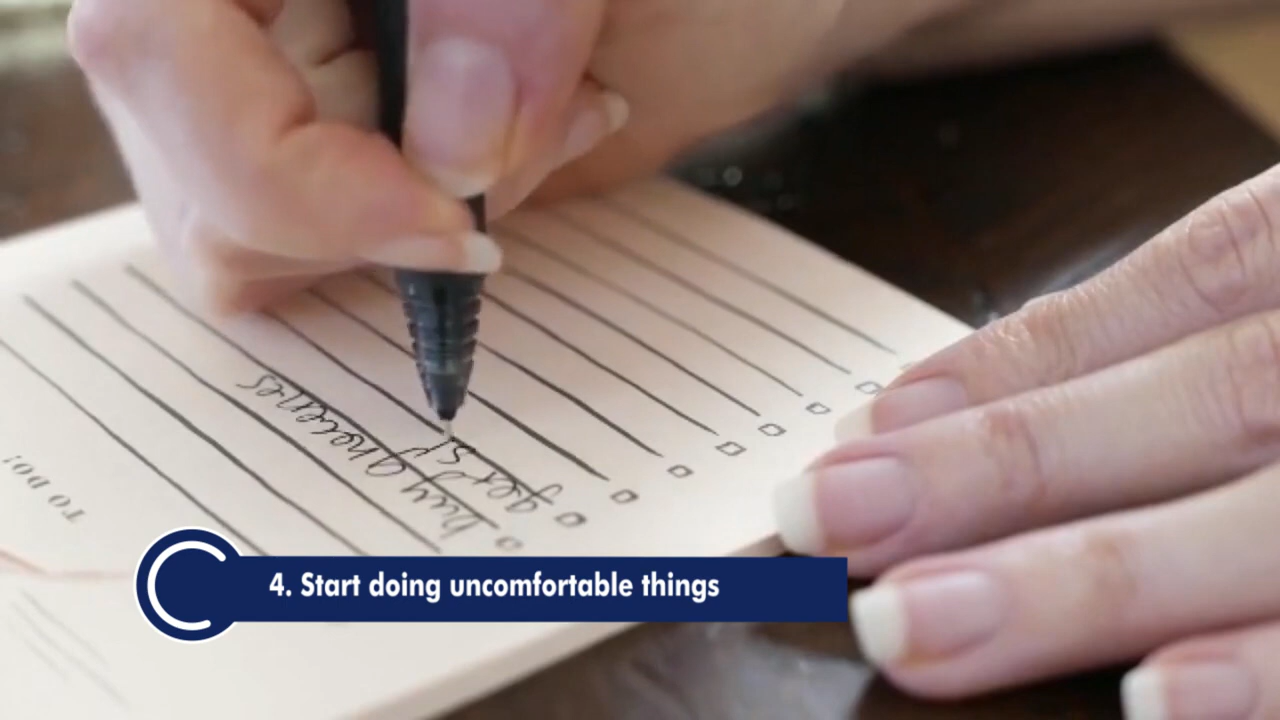 TO DO:
buy groceries
get s
4. Start doing uncomfortable things